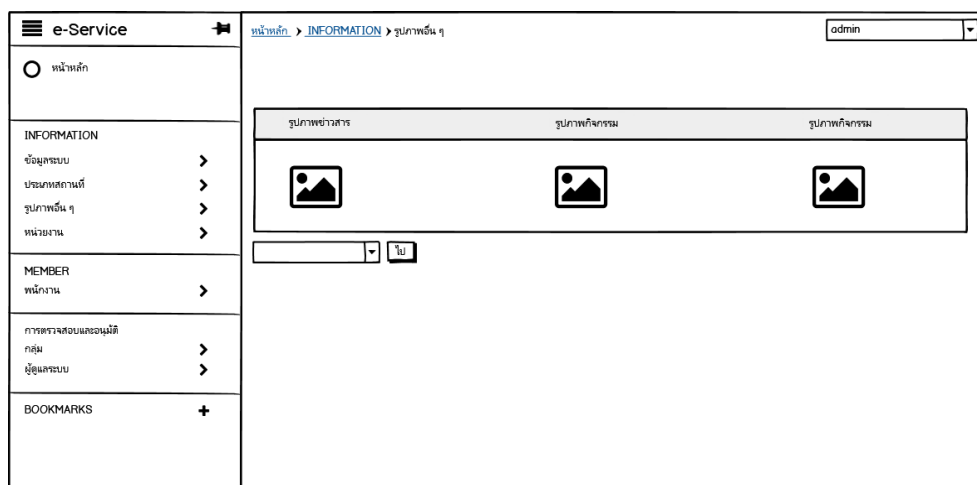 e-Service
หน้าหลัก
INFORMATION
ข้อมูลระบบ
ประเภทสถานที่
รูปภาพอื่น ๆ
หน่วยงาน
MEMBER
พนักงาน
การตรวจสอบและอนุมัติ
กลุ่ม
ผู้ดูแลระบบ
BOOKMARKS
หน้าหลัก > INFORMATION > รูปภาพอื่น ๆ
admin
รูปภาพข่าวสาร รูปภาพกิจกรรม รูปภาพกิจกรรม
ไป